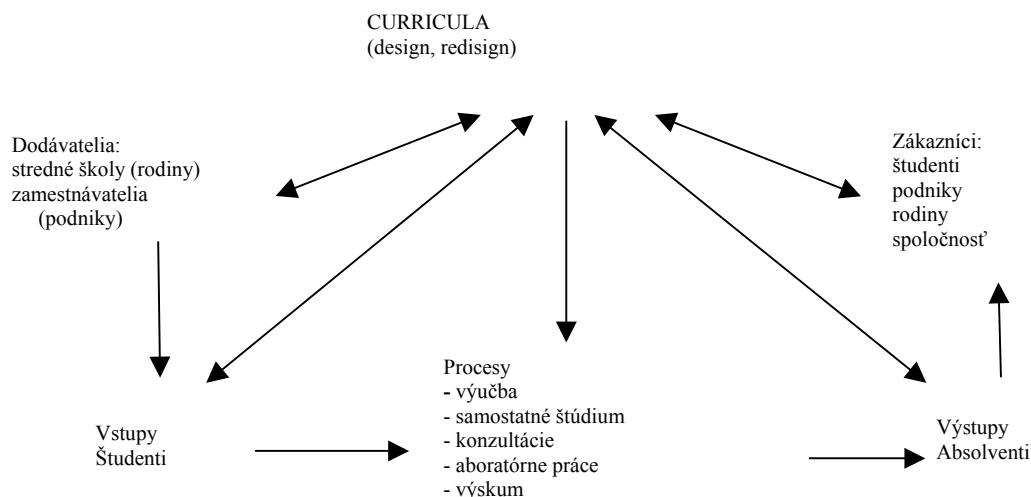 CURRICULA
(design, redisign)
Dodávatelia:
stredné školy (rodiny)
zamestnávatelia
(podniky)
Zákazníci:
študenti
podniky
rodiny
spoločnosť
Vstupy
Študenti
Procesy
- výučba
- samostatné štúdium
- konzultácie
- aboratórne práce
- výskum
Výstupy
Absolventi